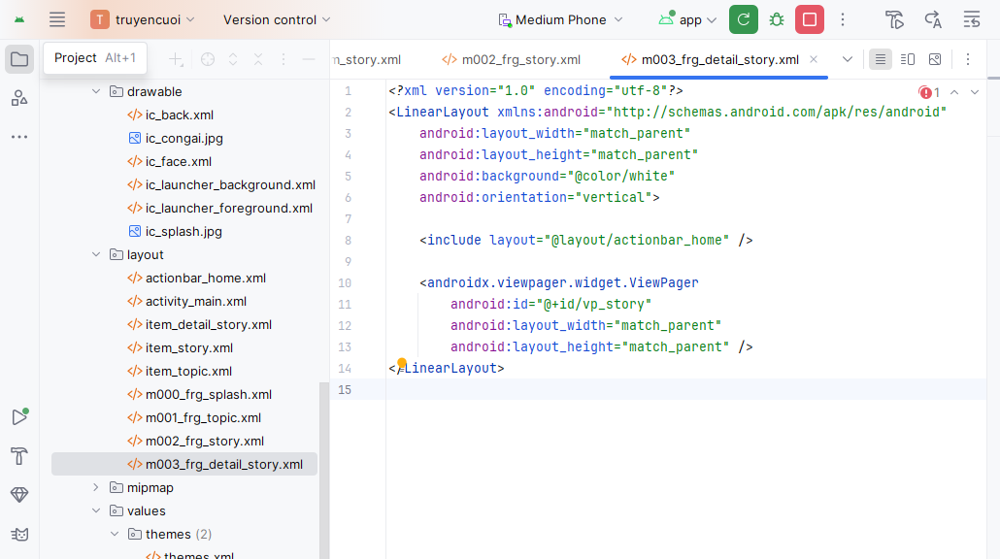 T truyencuoi
Version control
Medium Phone
app
Project Alt+1
n_story.xml
m002_frg_story.xml
m003_frg_detail_story.xml
drawable
ic_back.xml
ic_congai.jpg
ic_face.xml
ic_launcher_background.xml
ic_launcher_foreground.xml
ic_splash.jpg
layout
actionbar_home.xml
activity_main.xml
item_detail_story.xml
item_story.xml
item_topic.xml
m000_frg_splash.xml
m001_frg_topic.xml
m002_frg_story.xml
m003_frg_detail_story.xml
mipmap
values
themes (2)
themes.xml
1
1 <?xml version="1.0" encoding="utf-8"?>
2 <LinearLayout xmlns:android="http://schemas.android.com/apk/res/android"
3 android:layout_width="match_parent"
4 android:layout_height="match_parent"
5 android:background="@color/white"
6 android:orientation="vertical">
7
8 <include layout="@layout/actionbar_home" />
9
10 <androidx.viewpager.widget.ViewPager
11 android:id="@+id/vp_story"
12 android:layout_width="match_parent"
13 android:layout_height="match_parent" />
14 </LinearLayout>
15